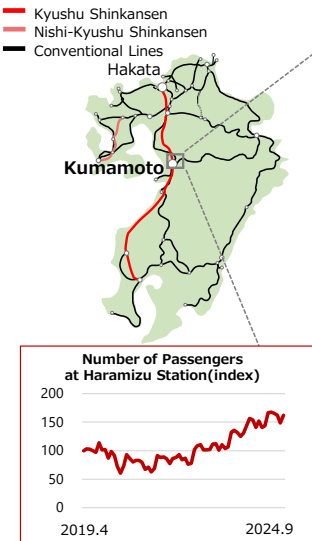 Kyushu Shinkansen
Nishi-Kyushu Shinkansen
Conventional Lines
Hakata
Kumamoto
Number of Passengers
at Haramizu Station(index)
200
150
100
50
0
2019.4
2024.9